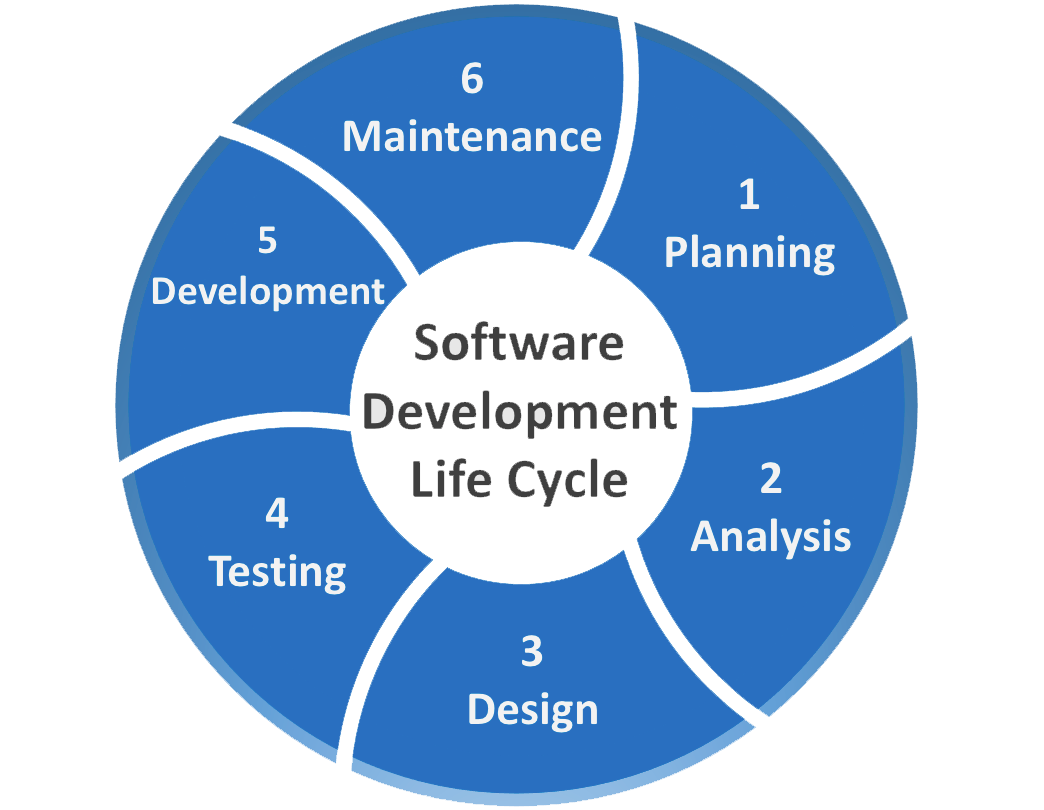 Software
Development
Life Cycle
1
Planning
2
Analysis
3
Design
4
Testing
5
Development
6
Maintenance